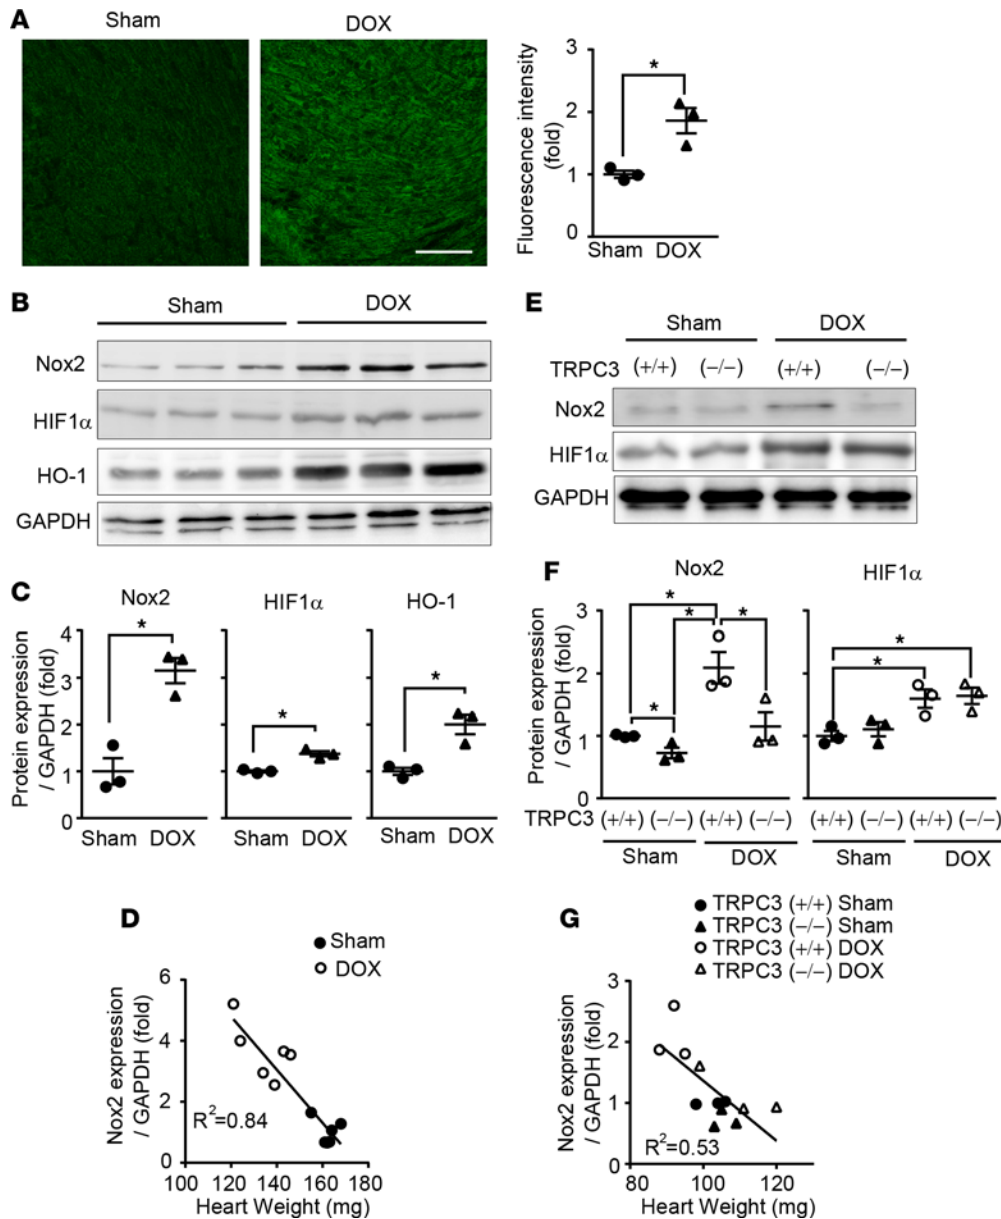 A
Sham DOX
Fluorescence intensity
(fold)
3
2
1
0
*
Sham DOX
B
Sham DOX
Nox2
HIF1α
HO-1
GAPDH
E
Sham DOX
TRPC3 (+/+) (−/−) (+/+) (−/−)
Nox2
HIF1α
GAPDH
C
Nox2 HIF1α HO-1
Protein expression
/ GAPDH (fold)
4
3
2
1
0
* * *
Sham DOX Sham DOX Sham DOX
F
Nox2 HIF1α
Protein expression
/ GAPDH (fold)
3
2
1
0
* * * *
3
2
1
0
* *
TRPC3 (+/+) (−/−) (+/+) (−/−) (+/+) (−/−) (+/+) (−/−)
Sham DOX Sham DOX
D
Sham
DOX
Nox2 expression
/ GAPDH (fold)
6
4
2
0
R²=0.84
100 120 140 160 180
Heart Weight (mg)
G
TRPC3 (+/+) Sham
TRPC3 (−/−) Sham
TRPC3 (+/+) DOX
TRPC3 (−/−) DOX
Nox2 expression
/ GAPDH (fold)
3
2
1
0
R²=0.53
80 100 120
Heart Weight (mg)